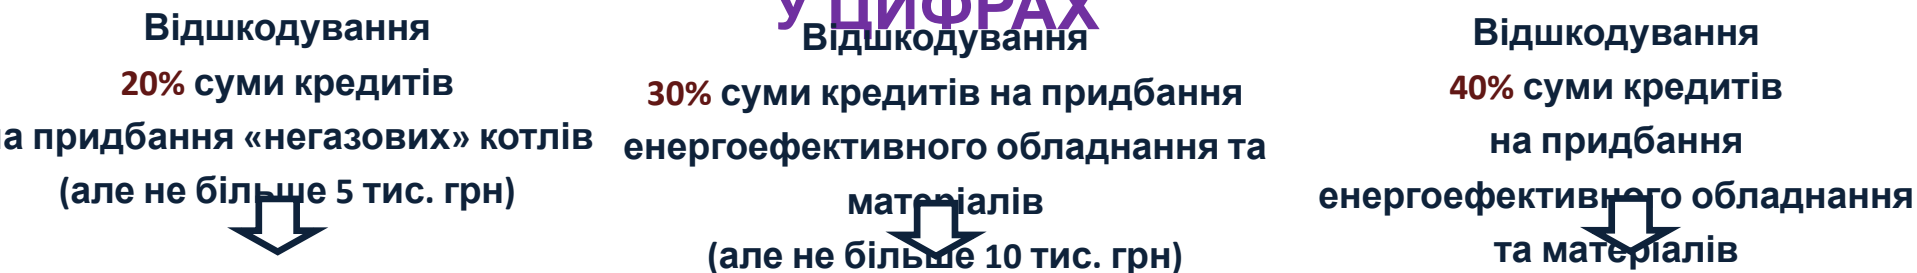 У ЦИФРАХ
Відшкодування
20% суми кредитів
на придбання «негазових» котлів
(але не більше 5 тис. грн)
Відшкодування
30% суми кредитів на придбання
енергоефективного обладнання та
матеріалів
(але не більше 10 тис. грн)
Відшкодування
40% суми кредитів
на придбання
енергоефективного обладнання
та матеріалів